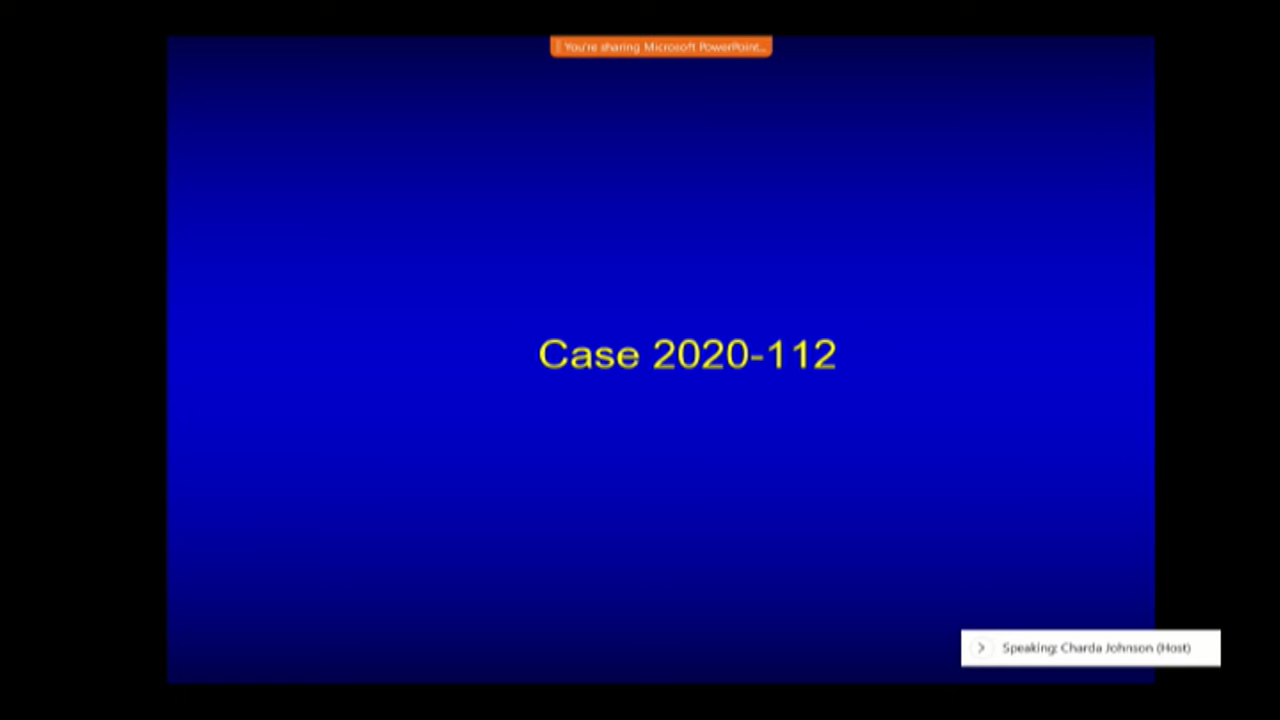 You're sharing Microsoft PowerPoint...
Case 2020-112
Speaking: Charda Johnson (Host)